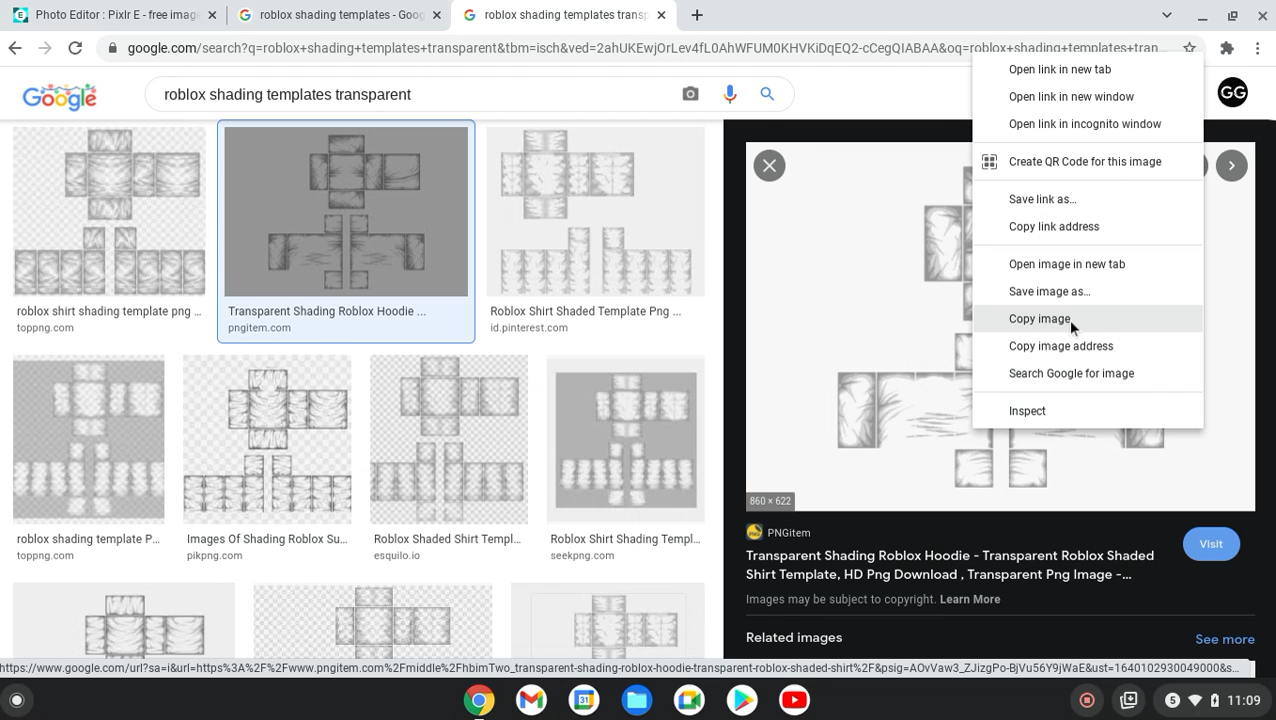 Photo Editor : Pixlr E - free image
roblox shading templates - Goog
roblox shading templates transp
google.com/search?q=roblox+shading+templates+transparent&tbm=isch&ved=2ahUKEwjOrLev4fL0AhWFUM0KHVKiDqEQ2-cCegQIABAA&oq=roblox+shading+templates+tran...
Google
roblox shading templates transparent
GG
Open link in new tab
Open link in new window
Open link in incognito window
Create QR Code for this image
Save link as...
Copy link address
Open image in new tab
Save image as...
Copy image
Copy image address
Search Google for image
Inspect
roblox shirt shading template png ...
toppng.com
Transparent Shading Roblox Hoodie ...
pngitem.com
Roblox Shirt Shaded Template Png ...
id.pinterest.com
roblox shading template P...
toppng.com
Images Of Shading Roblox Su...
pikpng.com
Roblox Shaded Shirt Templ...
esquilo.io
Roblox Shirt Shading Templ...
seekpng.com
860 × 622
PNGitem
Transparent Shading Roblox Hoodie - Transparent Roblox Shaded
Shirt Template, HD Png Download , Transparent Png Image -...
Visit
Images may be subject to copyright. Learn More
Related images
See more
https://www.google.com/url?sa=i&url=https%3A%2F%2Fwww.pngitem.com%2Fmiddle%2FhbimTwo_transparent-shading-roblox-hoodie-transparent-roblox-shaded-shirt%2F&psig=AOvVaw3_ZJizgPo-BjVu56Y9jWaE&ust=1640102930049000&s...
31
5
11:09